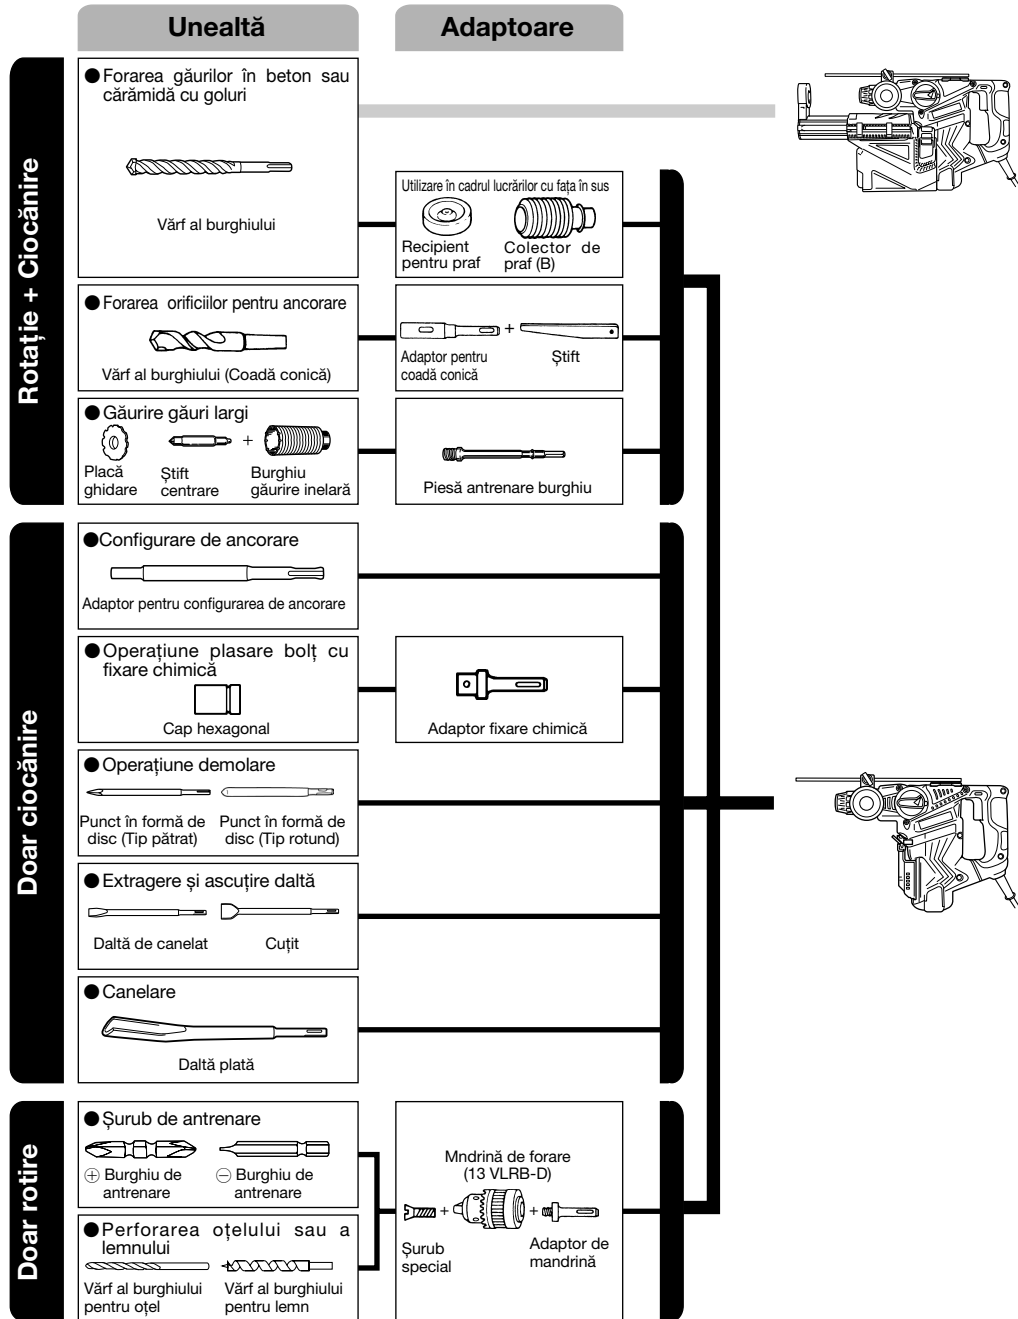 Unealtă
Adaptoare
Rotație + Ciocănire
● Forarea găurilor în beton sau
cărămidă cu goluri
Vârf al burghiului
Utilizare în cadrul lucrărilor cu fața în sus
Recipient
pentru praf
Colector de
praf (B)
● Forarea orificiilor pentru ancorare
Vârf al burghiului (Coadă conică)
+
Adaptor pentru
coadă conică
Știft
● Găurire găuri largi
+
Placă
ghidare
Știft
centrare
Burghiu
găurire inelară
Piesă antrenare burghiu
Doar ciocănire
● Configurare de ancorare
Adaptor pentru configurarea de ancorare
● Operațiune plasare bolț cu
fixare chimică
Cap hexagonal
Adaptor fixare chimică
● Operațiune demolare
Punct în formă de
disc (Tip pătrat)
Punct în formă de
disc (Tip rotund)
● Extragere și ascuțire daltă
Daltă de canelat
Cuțit
● Canelare
Daltă plată
Doar rotire
● Șurub de antrenare
⊕ Burghiu de
antrenare
⊖ Burghiu de
antrenare
● Perforarea oțelului sau a
lemnului
Vârf al burghiului
pentru oțel
Vârf al burghiului
pentru lemn
Mndrină de forare
(13 VLRB-D)
+ +
Șurub
special
Adaptor de
mandrină